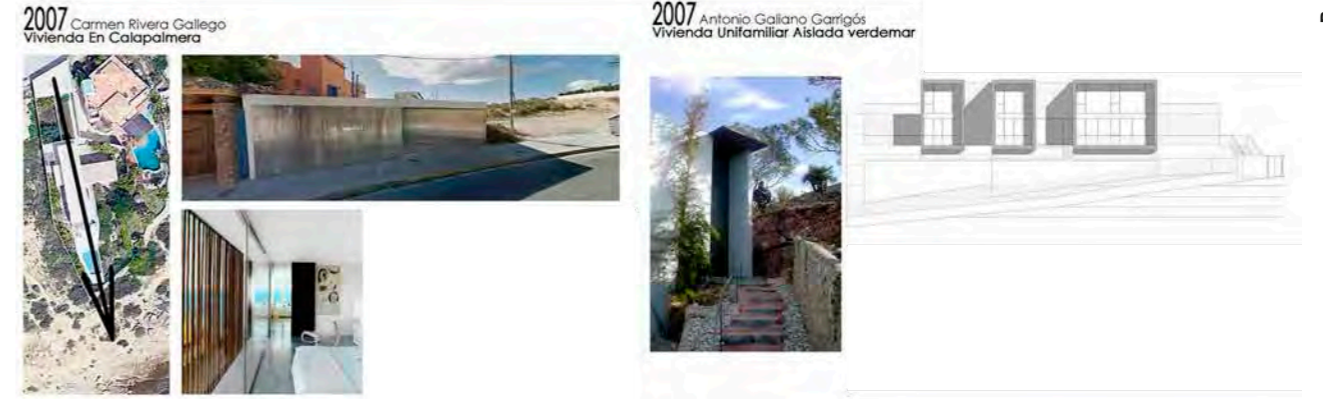 2007 Carmen Rivera Gallego
Vivienda En Calapalmera
2007 Antonio Galiano Garrigós
Vivienda Unifamiliar Aislada verdemar